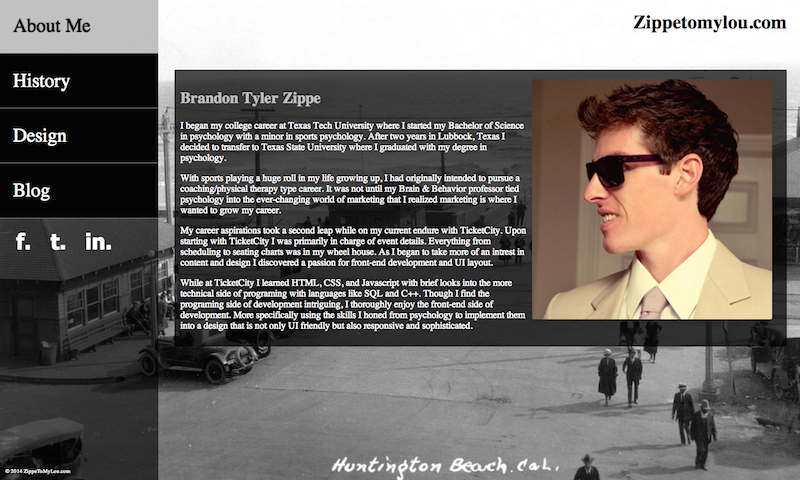 About Me
History
Design
Blog
f. t. in.
© 2014 ZippeToMyLou.com
Zippetomylou.com
Brandon Tyler Zippe
I began my college career at Texas Tech University where I started my Bachelor of Science
in psychology with a minor in sports psychology. After two years in Lubbock, Texas I
decided to transfer to Texas State University where I graduated with my degree in
psychology.
With sports playing a huge roll in my life growing up, I had originally intended to pursue a
coaching/physical therapy type career. It was not until my Brain & Behavior professor tied
psychology into the ever-changing world of marketing that I realized marketing is where I
wanted to grow my career.
My career aspirations took a second leap while on my current endure with TicketCity. Upon
starting with TicketCity I was primarily in charge of event details. Everything from
scheduling to seating charts was in my wheel house. As I began to take more of an intrest in
content and design I discovered a passion for front-end development and UI layout.
While at TicketCity I learned HTML, CSS, and Javascript with brief looks into the more
technical side of programing with languages like SQL and C++. Though I find the
programing side of development intriguing, I thoroughly enjoy the front-end side of
development. More specifically using the skills I honed from psychology to implement them
into a design that is not only UI friendly but also responsive and sophisticated.
Huntington Beach. Cal.